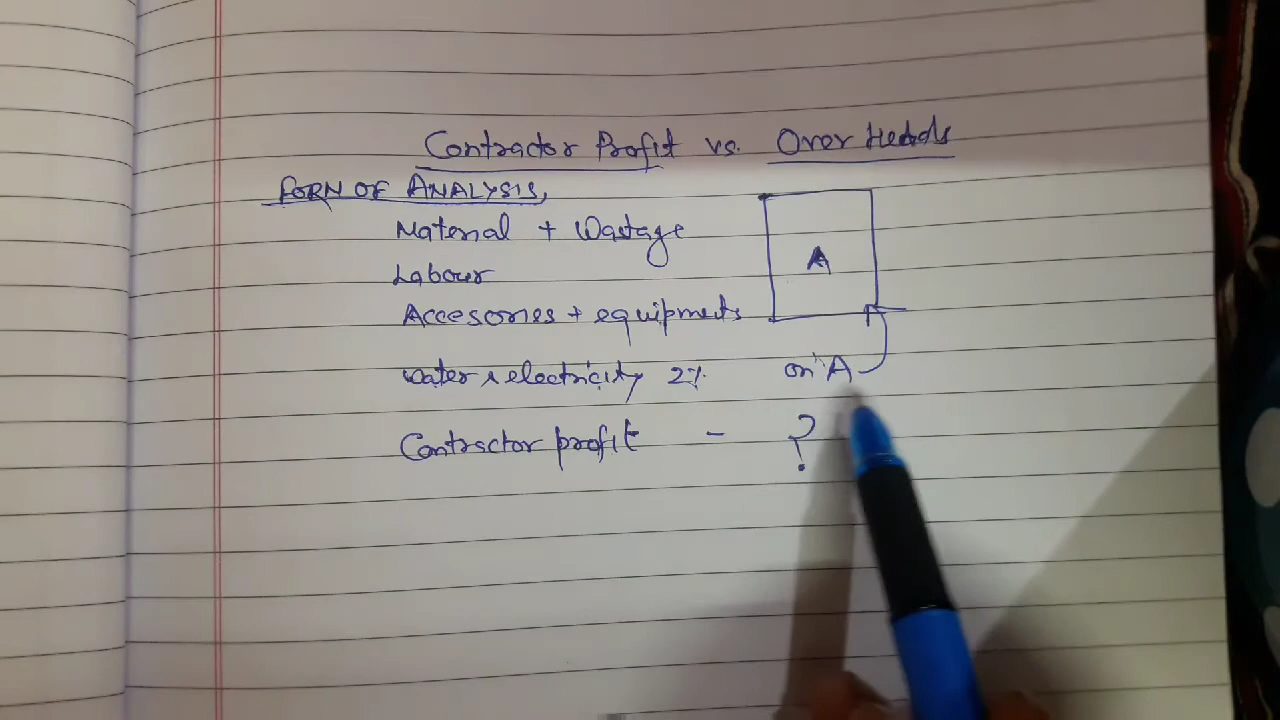 Contractor Profit vs. Over Heads
FORM OF ANALYSIS,
Material + Wastage
Labour
A
Accesories + equipments
water & electricity 2% on "A
Contractor profit - ?